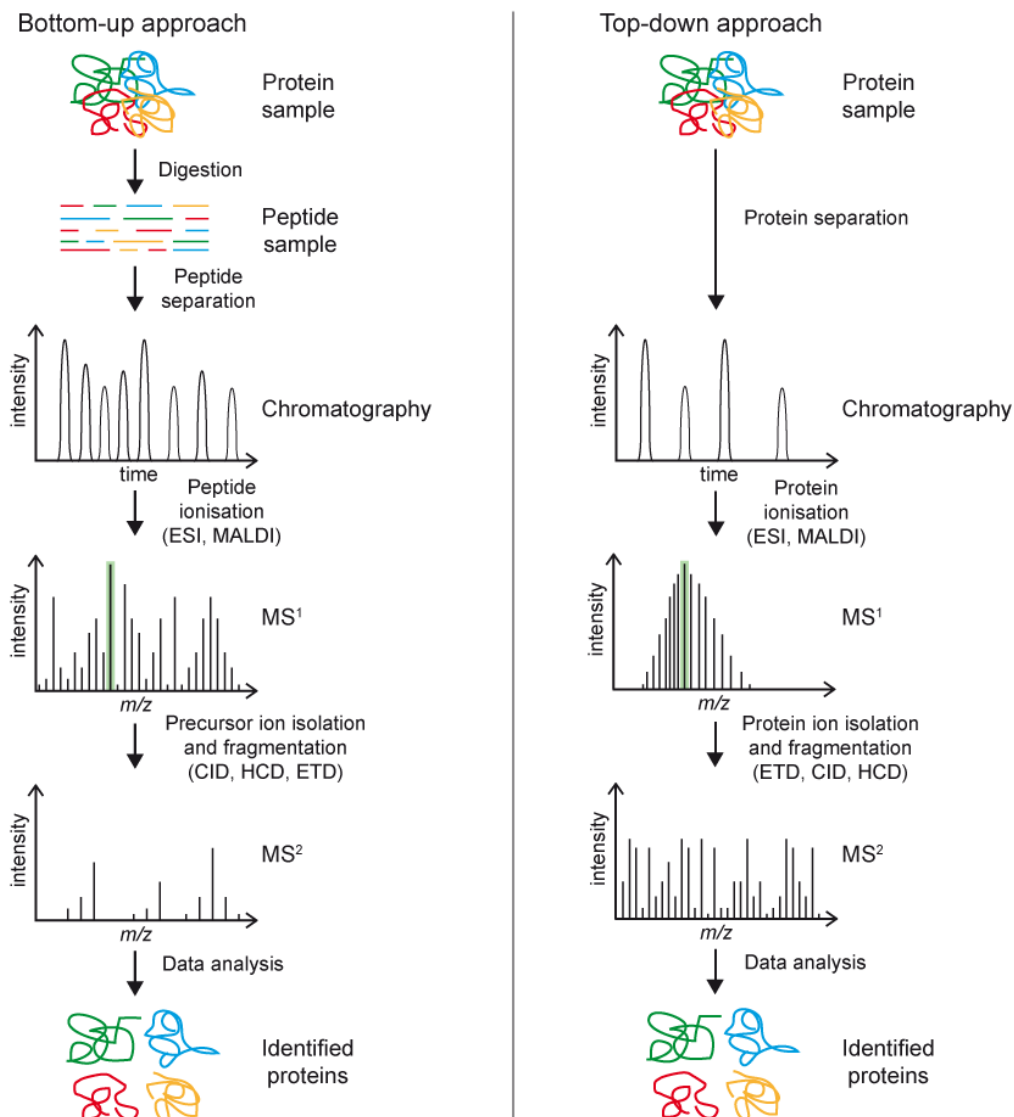 Bottom-up approach
Protein
sample
Digestion
Peptide
sample
Peptide
separation
intensity
Chromatography
time
Peptide
ionisation
(ESI, MALDI)
intensity
MS¹
m/z
Precursor ion isolation
and fragmentation
(CID, HCD, ETD)
intensity
MS²
m/z
Data analysis
Identified
proteins
Top-down approach
Protein
sample
Protein separation
intensity
Chromatography
time
Protein
ionisation
(ESI, MALDI)
intensity
MS¹
m/z
Protein ion isolation
and fragmentation
(ETD, CID, HCD)
intensity
MS²
m/z
Data analysis
Identified
proteins